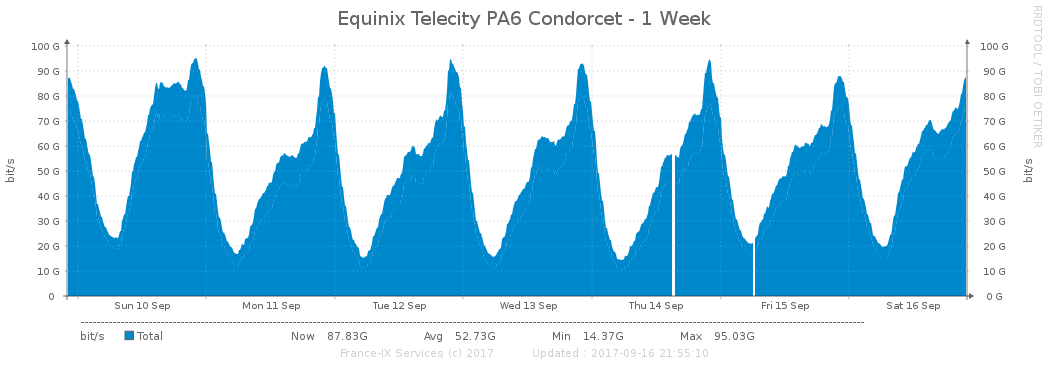 Equinix Telecity PA6 Condorcet - 1 Week
RRDTOOL / TOBI OETIKER
bit/s
100 G 100 G
90 G 90 G
80 G 80 G
70 G 70 G
60 G 60 G
50 G 50 G
40 G 40 G
30 G 30 G
20 G 20 G
10 G 10 G
0 0 G
bit/s
Sun 10 Sep Mon 11 Sep Tue 12 Sep Wed 13 Sep Thu 14 Sep Fri 15 Sep Sat 16 Sep
bit/s Total Now 87.83G Avg 52.73G Min 14.37G Max 95.03G
France-IX Services (c) 2017 Updated : 2017-09-16 21:55:10